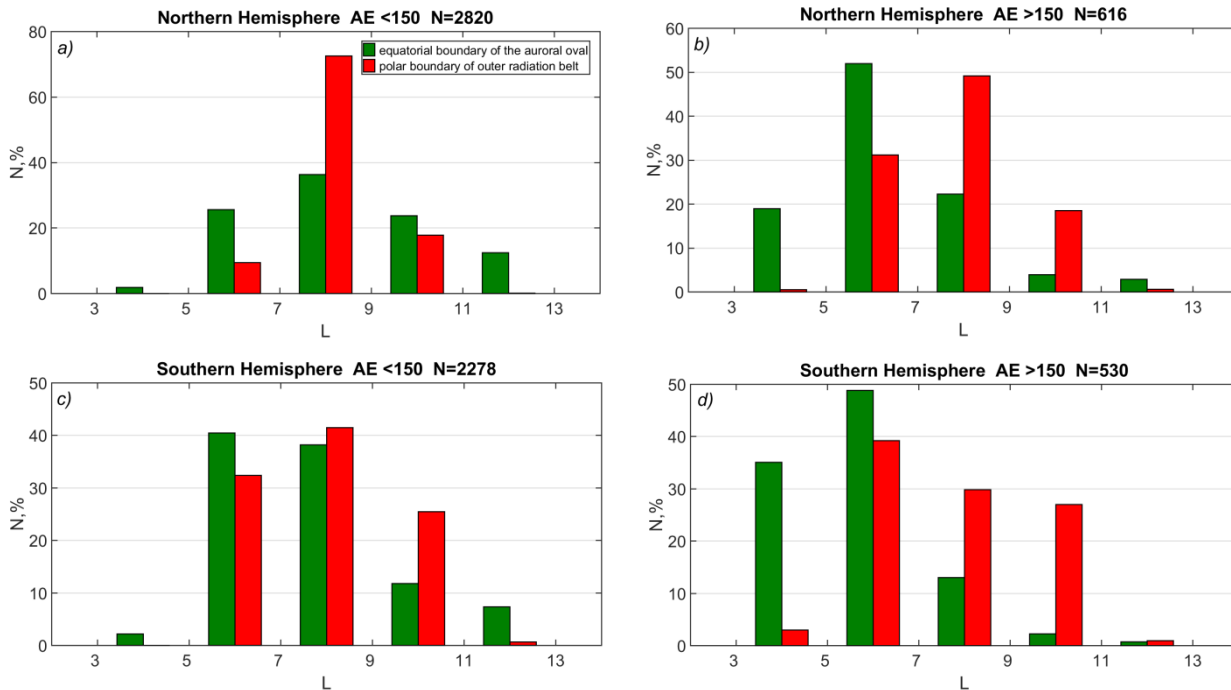 Northern Hemisphere AE <150 N=2820
a)
equatorial boundary of the auroral oval
polar boundary of outer radiation belt
80
60
40
20
0
N,%
3 5 7 9 11 13
L
Northern Hemisphere AE >150 N=616
b)
60
50
40
30
20
10
0
N,%
3 5 7 9 11 13
L
Southern Hemisphere AE <150 N=2278
c)
50
40
30
20
10
0
N,%
3 5 7 9 11 13
L
Southern Hemisphere AE >150 N=530
d)
50
40
30
20
10
0
N,%
3 5 7 9 11 13
L